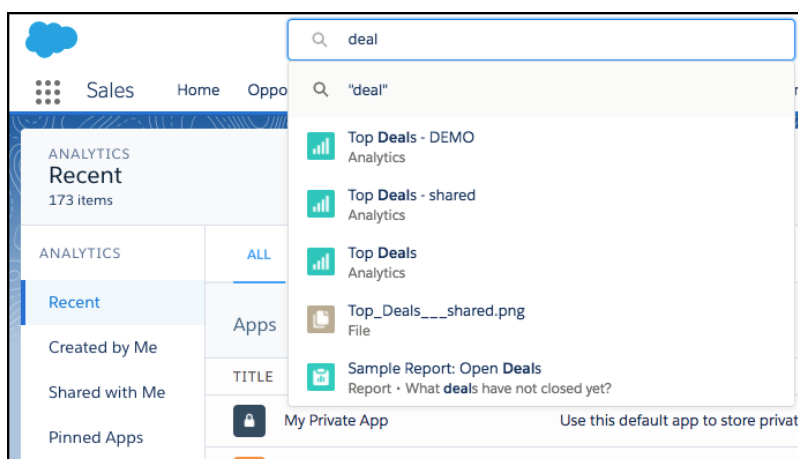 deal
Sales
Home
"deal"
Top Deals - DEMO
Analytics
Top Deals - shared
Analytics
Top Deals
Analytics
Top_Deals___shared.png
File
Sample Report: Open Deals
Report • What deals have not closed yet?
ANALYTICS
Recent
173 items
ANALYTICS
Recent
Created by Me
Shared with Me
Pinned Apps
ALL
Apps
TITLE
My Private App
Use this default app to store